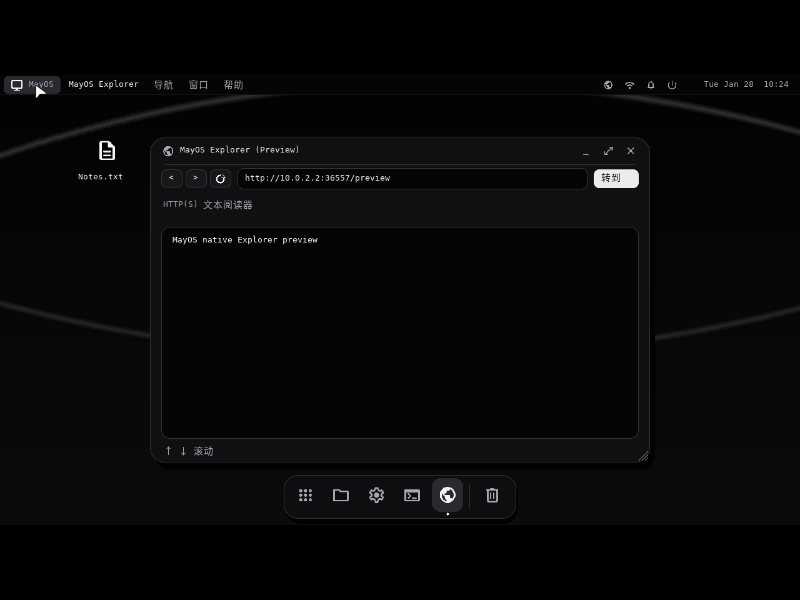 MayOS MayOS Explorer 导航 窗口 帮助 Tue Jan 28 10:24
Notes.txt
MayOS Explorer (Preview)
< > http://10.0.2.2:36557/preview 转到
HTTP(S) 文本阅读器
MayOS native Explorer preview
↑ ↓ 滚动